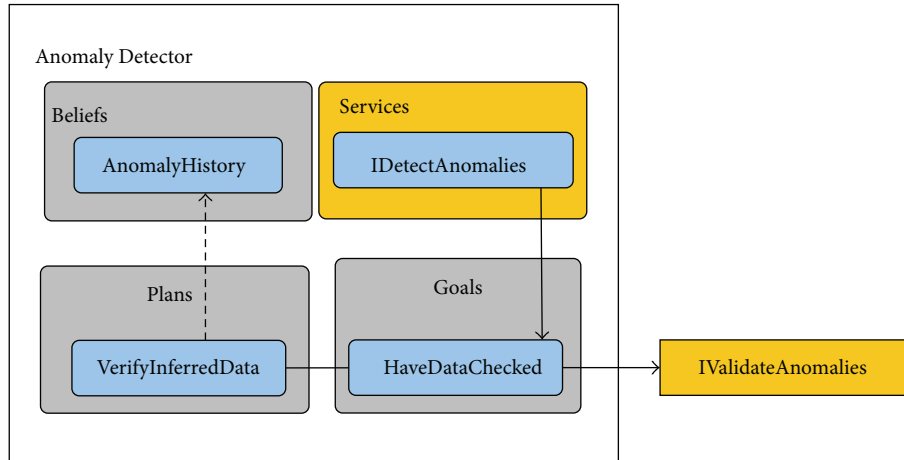 Anomaly Detector
Beliefs
AnomalyHistory
Services
IDetectAnomalies
Plans
VerifyInferredData
Goals
HaveDataChecked
IValidateAnomalies